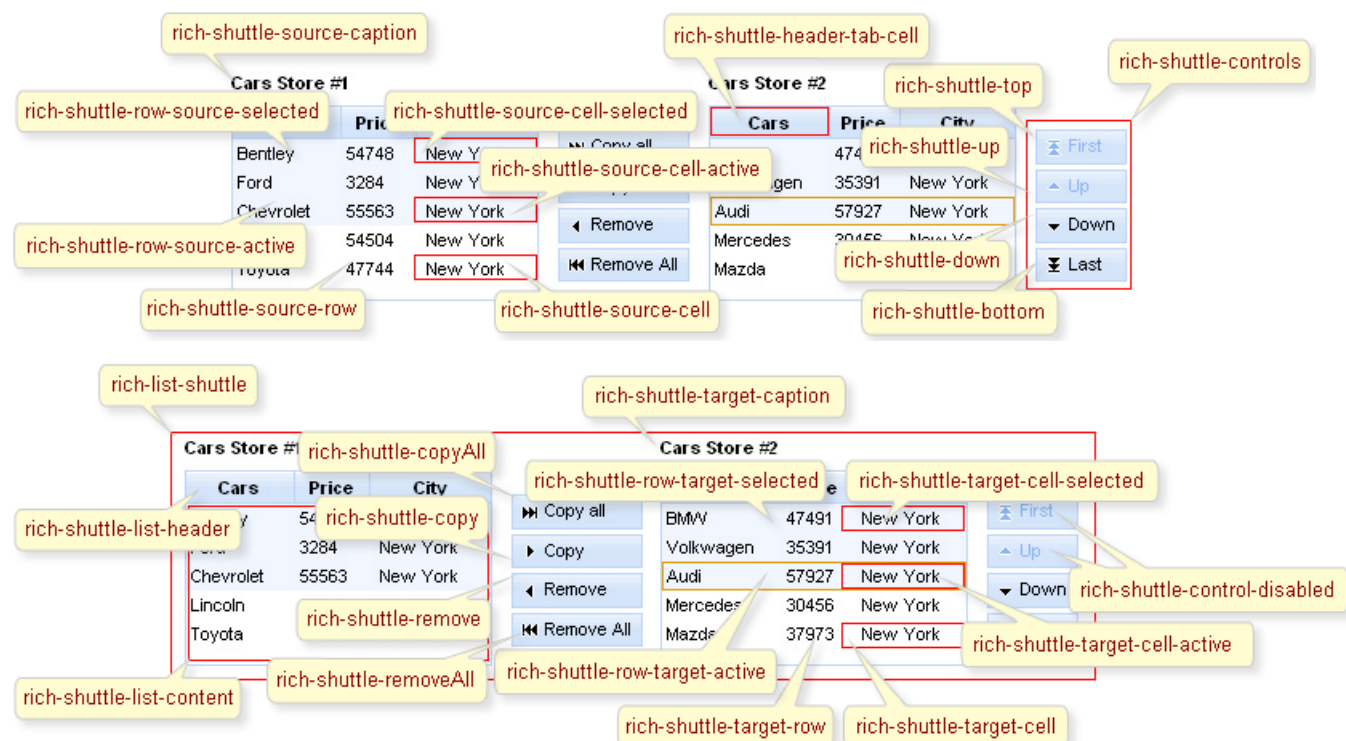 rich-shuttle-source-caption
rich-shuttle-header-tab-cell
rich-shuttle-controls
Cars Store #1
Cars Store #2
rich-shuttle-top
rich-shuttle-row-source-selected
rich-shuttle-source-cell-selected
Cars Price City
Bentley 54748 New Y
First
rich-shuttle-up
Ford 3284 New Y
rich-shuttle-source-cell-active
35391 New York
Up
Chevrolet 55563 New York
Remove
Audi 57927 New York
Down
rich-shuttle-row-source-active
54504 New York
Mercedes 30456 New York
rich-shuttle-down
Toyota 47744 New York
Remove All
Mazda
Last
rich-shuttle-source-row
rich-shuttle-source-cell
rich-shuttle-bottom
rich-list-shuttle
rich-shuttle-target-caption
Cars Store #1
rich-shuttle-copyAll
Cars Store #2
rich-shuttle-row-target-selected
rich-shuttle-target-cell-selected
Cars Price City
rich-shuttle-list-header
rich-shuttle-copy
Copy all
BMW 47491 New York
First
Ford 3284 New York
Copy
Volkwagen 35391 New York
Up
Chevrolet 55563 New York
Remove
Audi 57927 New York
Down
rich-shuttle-control-disabled
Lincoln
rich-shuttle-remove
Mercedes 30456 New York
Toyota
Remove All
Mazda 37973 New York
rich-shuttle-target-cell-active
rich-shuttle-removeAll
rich-shuttle-row-target-active
rich-shuttle-list-content
rich-shuttle-target-row
rich-shuttle-target-cell